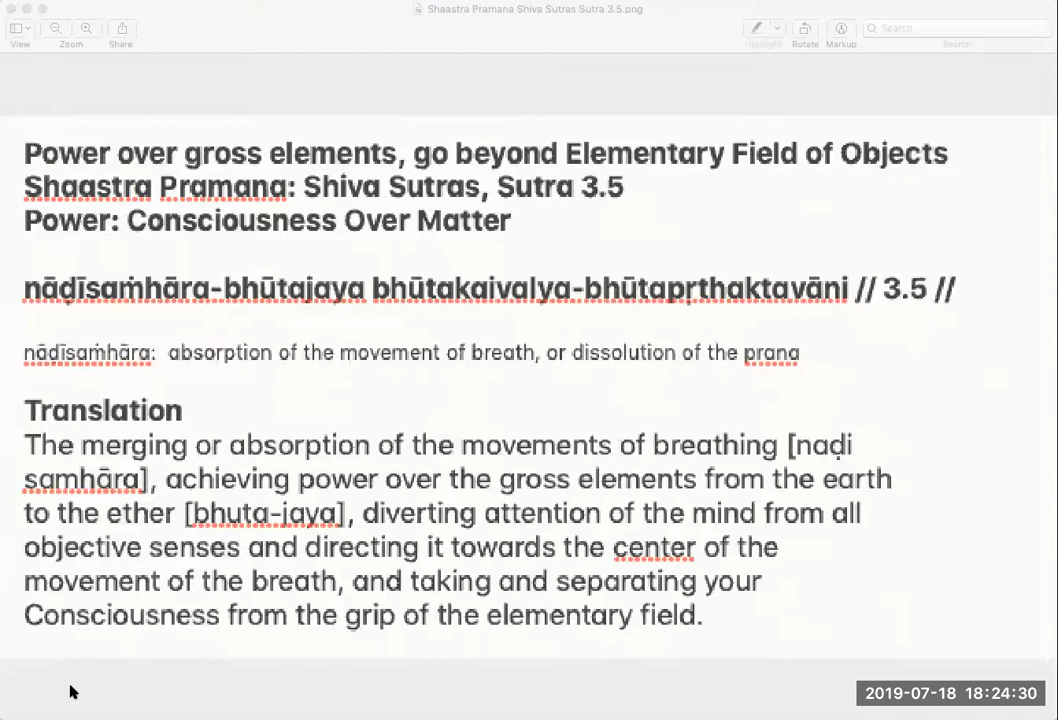 Shaastra Pramana Shiva Sutras Sutra 3.5.png
View
Zoom
Share
Highlight
Rotate
Markup
Search
Search
Power over gross elements, go beyond Elementary Field of Objects
Shaastra Pramana: Shiva Sutras, Sutra 3.5
Power: Consciousness Over Matter
nāḍīsaṁhāra-bhūtajaya bhūtakaivalya-bhūtapṛthaktavāni // 3.5 //
nāḍīsaṁhāra: absorption of the movement of breath, or dissolution of the prana
Translation
The merging or absorption of the movements of breathing [naḍi
saṃhāra], achieving power over the gross elements from the earth
to the ether [bhuta-jaya], diverting attention of the mind from all
objective senses and directing it towards the center of the
movement of the breath, and taking and separating your
Consciousness from the grip of the elementary field.
2019-07-18 18:24:30